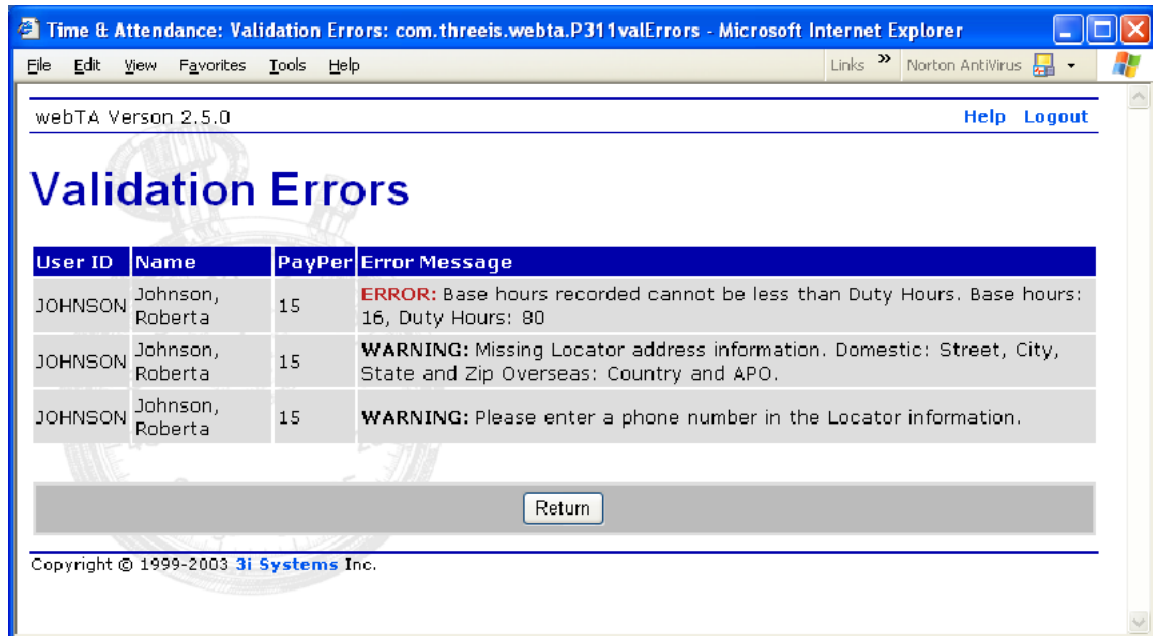 Time & Attendance: Validation Errors: com.threeis.webta.P311valErrors - Microsoft Internet Explorer
File Edit View Favorites Tools Help Links » Norton AntiVirus
webTA Verson 2.5.0 Help Logout
Validation Errors
User ID Name PayPer Error Message
JOHNSON Johnson, Roberta 15 ERROR: Base hours recorded cannot be less than Duty Hours. Base hours:
16, Duty Hours: 80
JOHNSON Johnson, Roberta 15 WARNING: Missing Locator address information. Domestic: Street, City,
State and Zip Overseas: Country and APO.
JOHNSON Johnson, Roberta 15 WARNING: Please enter a phone number in the Locator information.
Return
Copyright © 1999-2003 3i Systems Inc.